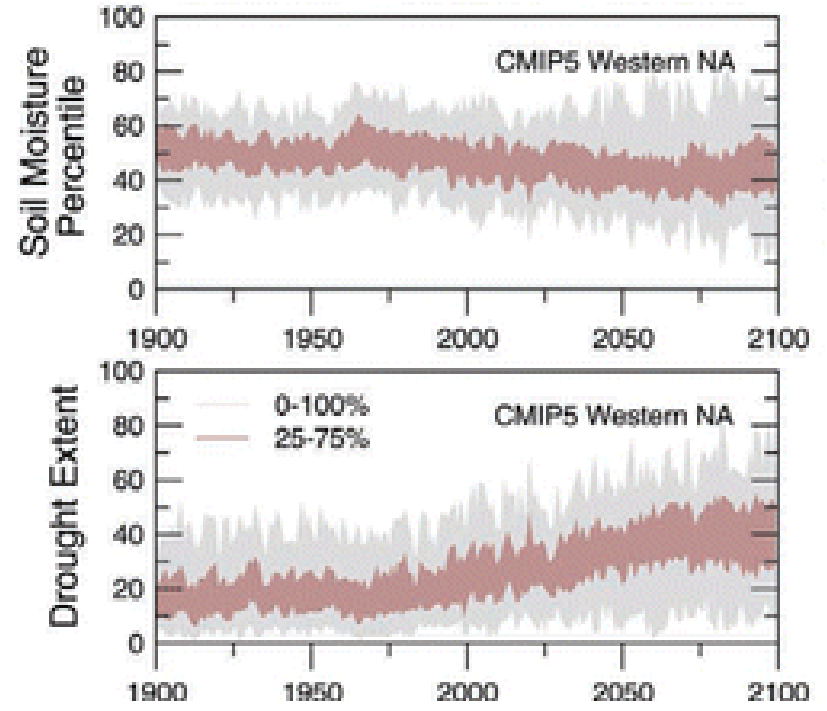 100
CMIP5 Western NA
80
60
40
20
0
Soil Moisture
Percentile
1900 1950 2000 2050 2100
100
0-100%
CMIP5 Western NA
80
25-75%
60
40
20
0
Drought Extent
1900 1950 2000 2050 2100